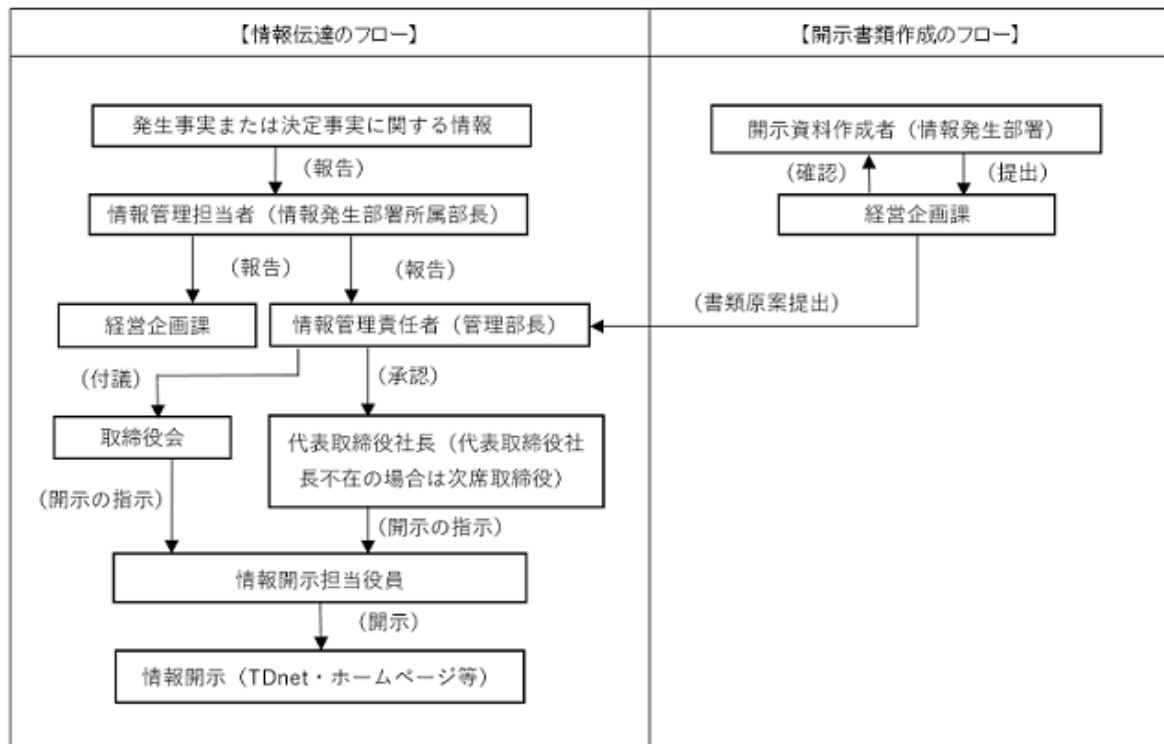 【情報伝達のフロー】
【開示書類作成のフロー】
発生事実または決定事実に関する情報
（報告）
情報管理担当者（情報発生部署所属部長）
（報告）
（報告）
経営企画課
情報管理責任者（管理部長）
（付議）
（承認）
取締役会
代表取締役社長（代表取締役社
長不在の場合は次席取締役）
（開示の指示）
（開示の指示）
情報開示担当役員
（開示）
情報開示（TDnet・ホームページ等）
開示資料作成者（情報発生部署）
（確認）
（提出）
経営企画課
（書類原案提出）